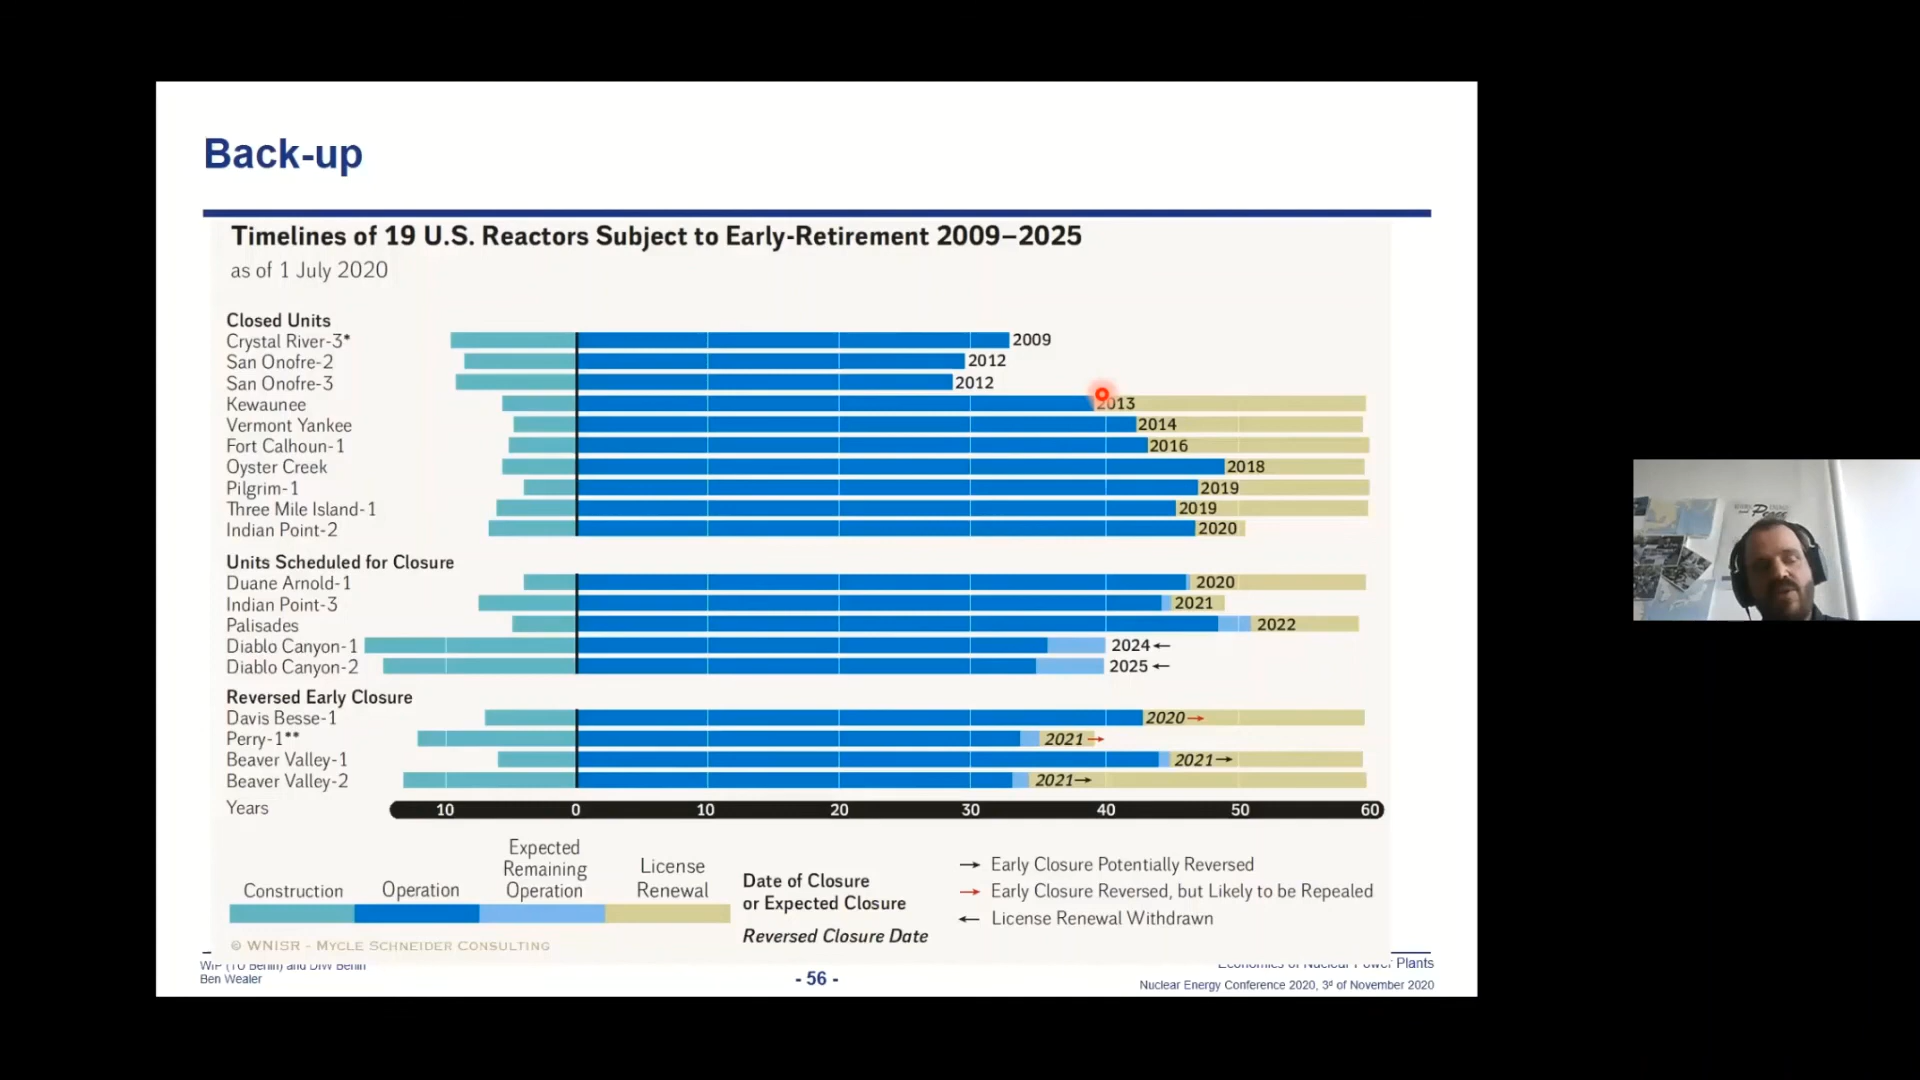 Back-up
Timelines of 19 U.S. Reactors Subject to Early-Retirement 2009–2025
as of 1 July 2020
Closed Units
Crystal River-3* 2009
San Onofre-2 2012
San Onofre-3 2012
Kewaunee 2013
Vermont Yankee 2014
Fort Calhoun-1 2016
Oyster Creek 2018
Pilgrim-1 2019
Three Mile Island-1 2019
Indian Point-2 2020
Units Scheduled for Closure
Duane Arnold-1 2020
Indian Point-3 2021
Palisades 2022
Diablo Canyon-1 2024←
Diablo Canyon-2 2025←
Reversed Early Closure
Davis Besse-1 2020→
Perry-1** 2021→
Beaver Valley-1 2021→
Beaver Valley-2 2021→
Years 10 0 10 20 30 40 50 60
Construction
Operation
Expected
Remaining
Operation
License
Renewal
Date of Closure
or Expected Closure
Reversed Closure Date
→ Early Closure Potentially Reversed
→ Early Closure Reversed, but Likely to be Repealed
← License Renewal Withdrawn
© WNISR - MYCLE SCHNEIDER CONSULTING
WIP (TU Berlin) and DIW Berlin
Ben Wealer
- 56 -
Economics of Nuclear Power Plants
Nuclear Energy Conference 2020, 3ᵈ of November 2020
Peace